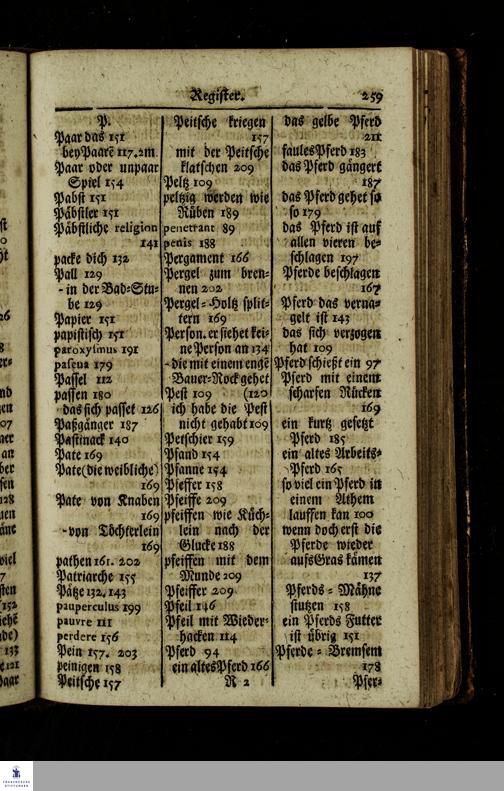 Register. 259
P.
Paar das 151
bey Paarē 117. 2m.
Paar oder unpaar
Spiel 154
Pabst 151
Päbstler 151
Päbstliche religion
141
packe dich 132
Pall 129
- in der Bad-Stu-
be 129
Papier 151
papistisch 151
paroxysmus 191
pascua 179
Passel 112
passen 180
das sich passet 126
Paßgänger 187
Pastinack 140
Pate 169
Pate (die weibliche)
169
Pate von Knaben
169
- von Töchterlein
169
pathen 161. 202
Patriarche 155
Pätze 132. 143
pauperculus 199
pauvre 111
perdere 156
Pein 157. 203
peinigen 158
Peitsche 157
Peitsche kriegen
157
mit der Peitsche
klatschen 209
Peltz 109
peltzig werden wie
Rüben 189
penetrant 89
penis 188
Pergament 166
Pergel zum bren-
nen 202
Pergel-Holtz split-
tern 169
Person. er siehet kei-
ne Person an 134
- die mit einem engē
Bauer-Rock gehet
Pest 109 (120
ich habe die Pest
nicht gehabt 109
Petschier 159
Pfand 154
Pfanne 154
Pfeffer 158
Pfeiffe 209
pfeiffen wie Küch-
lein nach der
Glucke 188
pfeiffen mit dem
Munde 209
Pfeiffer 209
Pfeil 146
Pfeil mit Wieder-
hacken 114
Pferd 94
ein altes Pferd 166
R 2
das gelbe Pferd
211
faules Pferd 183
das Pferd gängert
187
das Pferd gehet so
so 179
das Pferd ist auf
allen vieren be-
schlagen 197
Pferde beschlagen
167
Pferd das verna-
gelt ist 143
das sich verzogen
hat 109
Pferd schießt ein 97
Pferd mit einem
scharfen Rücken
169
ein kurtz gesetzt
Pferd 185
ein altes Arbeits-
Pferd 165
so viel ein Pferd in
einem Athem
lauffen kan 100
wenn doch erst die
Pferde wieder
aufs Gras kämen
137
Pferds-Mähne
stutzen 158
ein Pferds Futter
ist übrig 151
Pferde-Bremsem
178
Pfer-